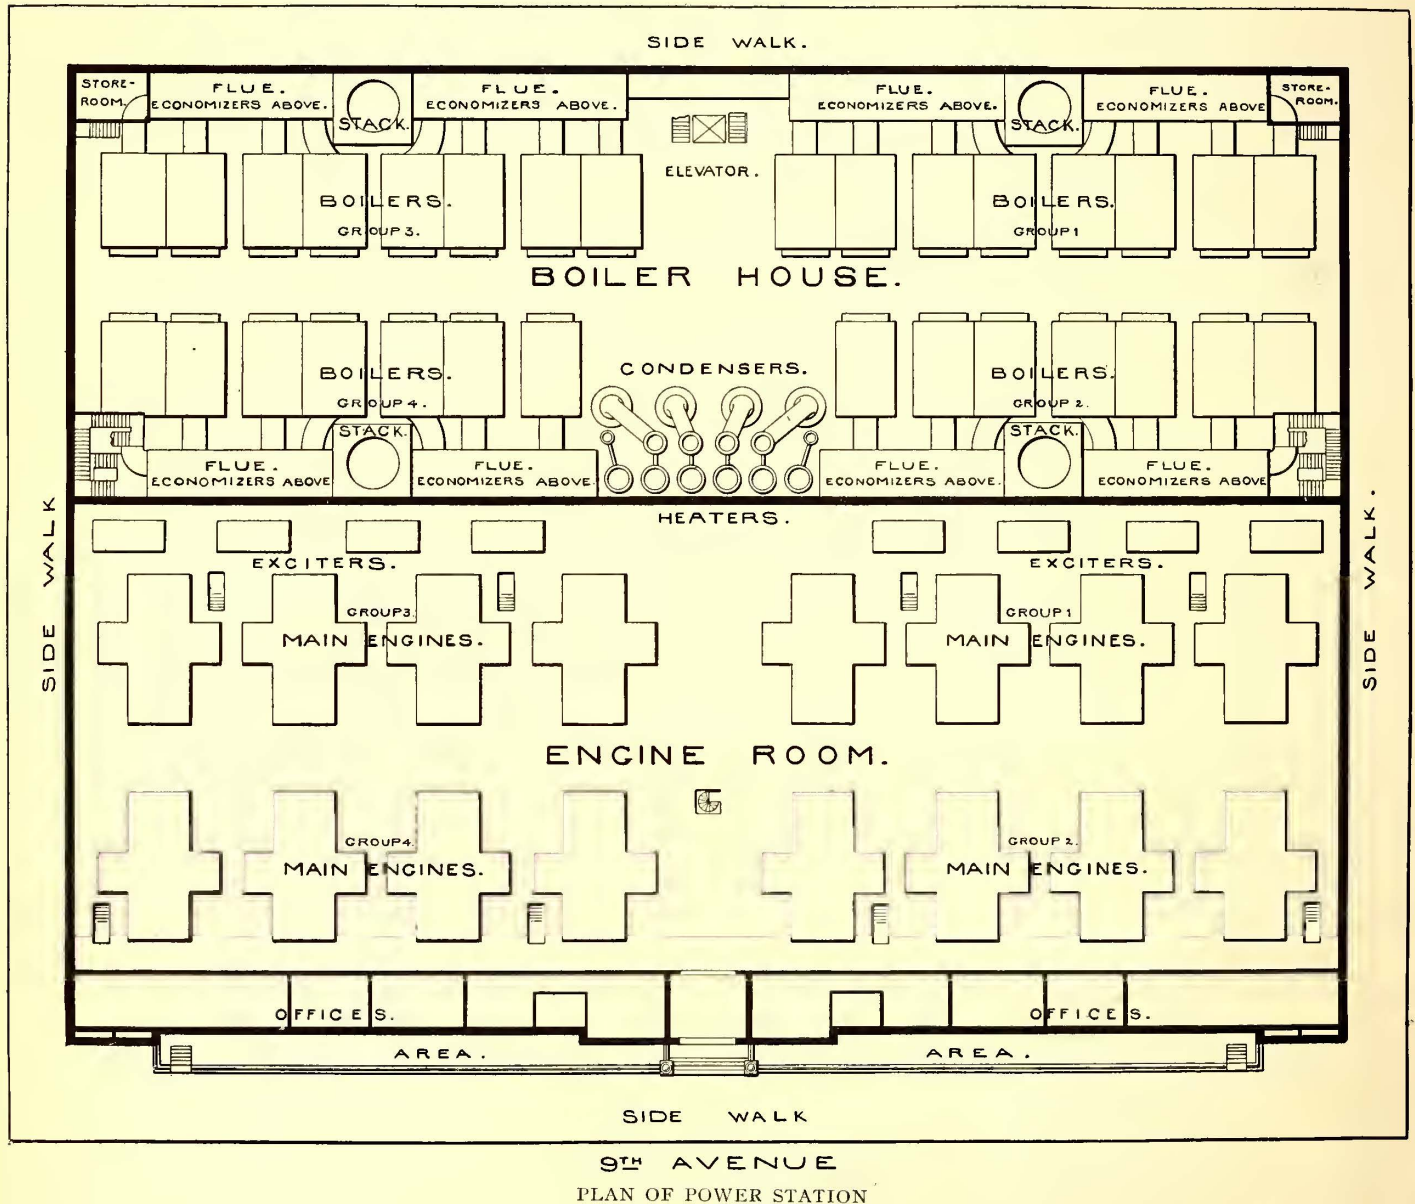 SIDE WALK.
STORE-
ROOM.
FLUE.
ECONOMIZERS ABOVE.
STACK.
FLUE.
ECONOMIZERS ABOVE.
ELEVATOR.
FLUE.
ECONOMIZERS ABOVE.
STACK.
FLUE.
ECONOMIZERS ABOVE
STORE-
ROOM.
BOILERS.
GROUP 3.
BOILERS.
GROUP 1
BOILER HOUSE.
BOILERS.
GROUP 4.
CONDENSERS.
BOILERS.
GROUP 2.
STACK.
STACK.
FLUE.
ECONOMIZERS ABOVE
FLUE.
ECONOMIZERS ABOVE
FLUE.
ECONOMIZERS ABOVE.
FLUE.
ECONOMIZERS ABOVE
SIDE WALK
SIDE WALK.
HEATERS.
EXCITERS.
EXCITERS.
GROUP 3.
MAIN ENGINES.
GROUP 1
MAIN ENGINES.
ENGINE ROOM.
GROUP 4.
MAIN ENGINES.
GROUP 2.
MAIN ENGINES.
OFFICES.
OFFICES.
AREA.
AREA.
SIDE WALK
9TH AVENUE
PLAN OF POWER STATION